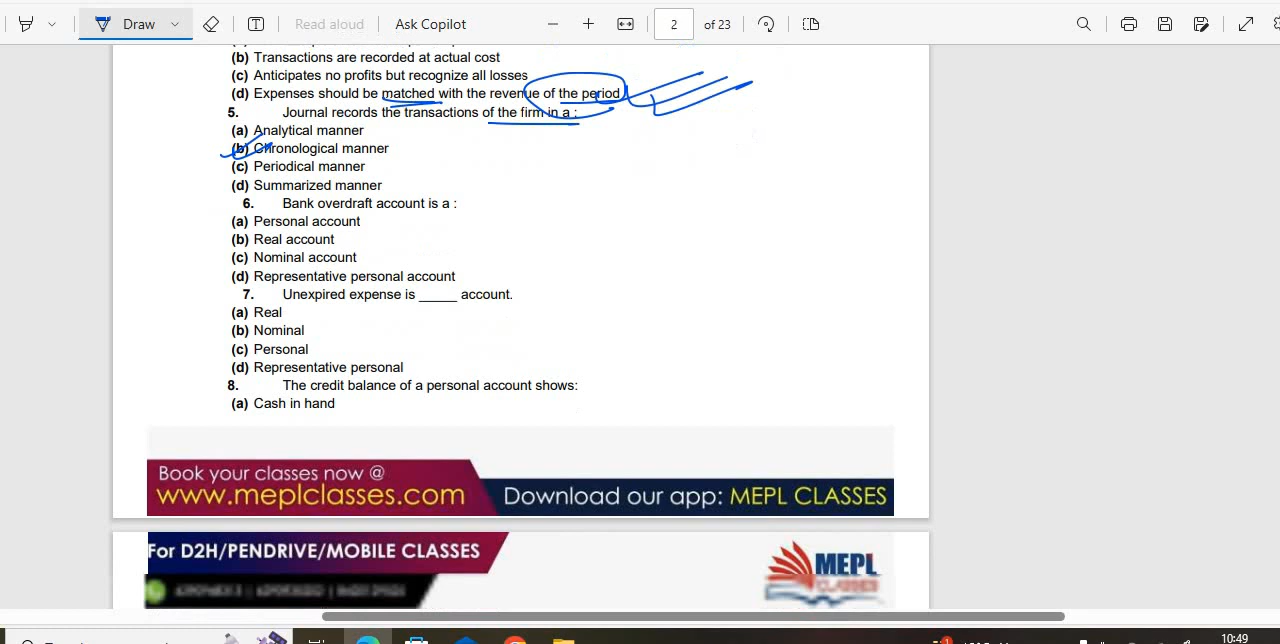 Draw
Read aloud
Ask Copilot
2
of 23
(b) Transactions are recorded at actual cost
(c) Anticipates no profits but recognize all losses
(d) Expenses should be matched with the revenue of the period
5. Journal records the transactions of the firm in a :
(a) Analytical manner
(b) Chronological manner
(c) Periodical manner
(d) Summarized manner
6. Bank overdraft account is a :
(a) Personal account
(b) Real account
(c) Nominal account
(d) Representative personal account
7. Unexpired expense is _____ account.
(a) Real
(b) Nominal
(c) Personal
(d) Representative personal
8. The credit balance of a personal account shows:
(a) Cash in hand
Book your classes now @
www.meplclasses.com
Download our app: MEPL CLASSES
For D2H/PENDRIVE/MOBILE CLASSES
MEPL
CLASSES
10:49